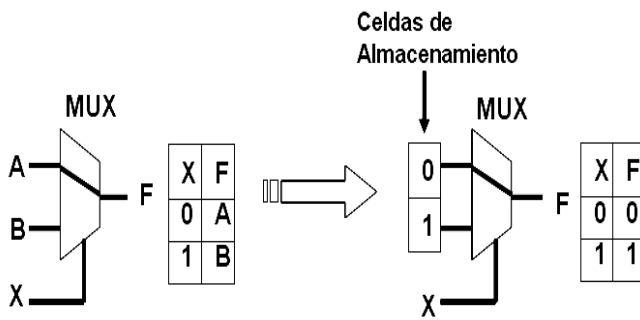 Celdas de
Almacenamiento
MUX
A
B
X
F
X F
0 A
1 B
MUX
0
1
X
F
X F
0 0
1 1